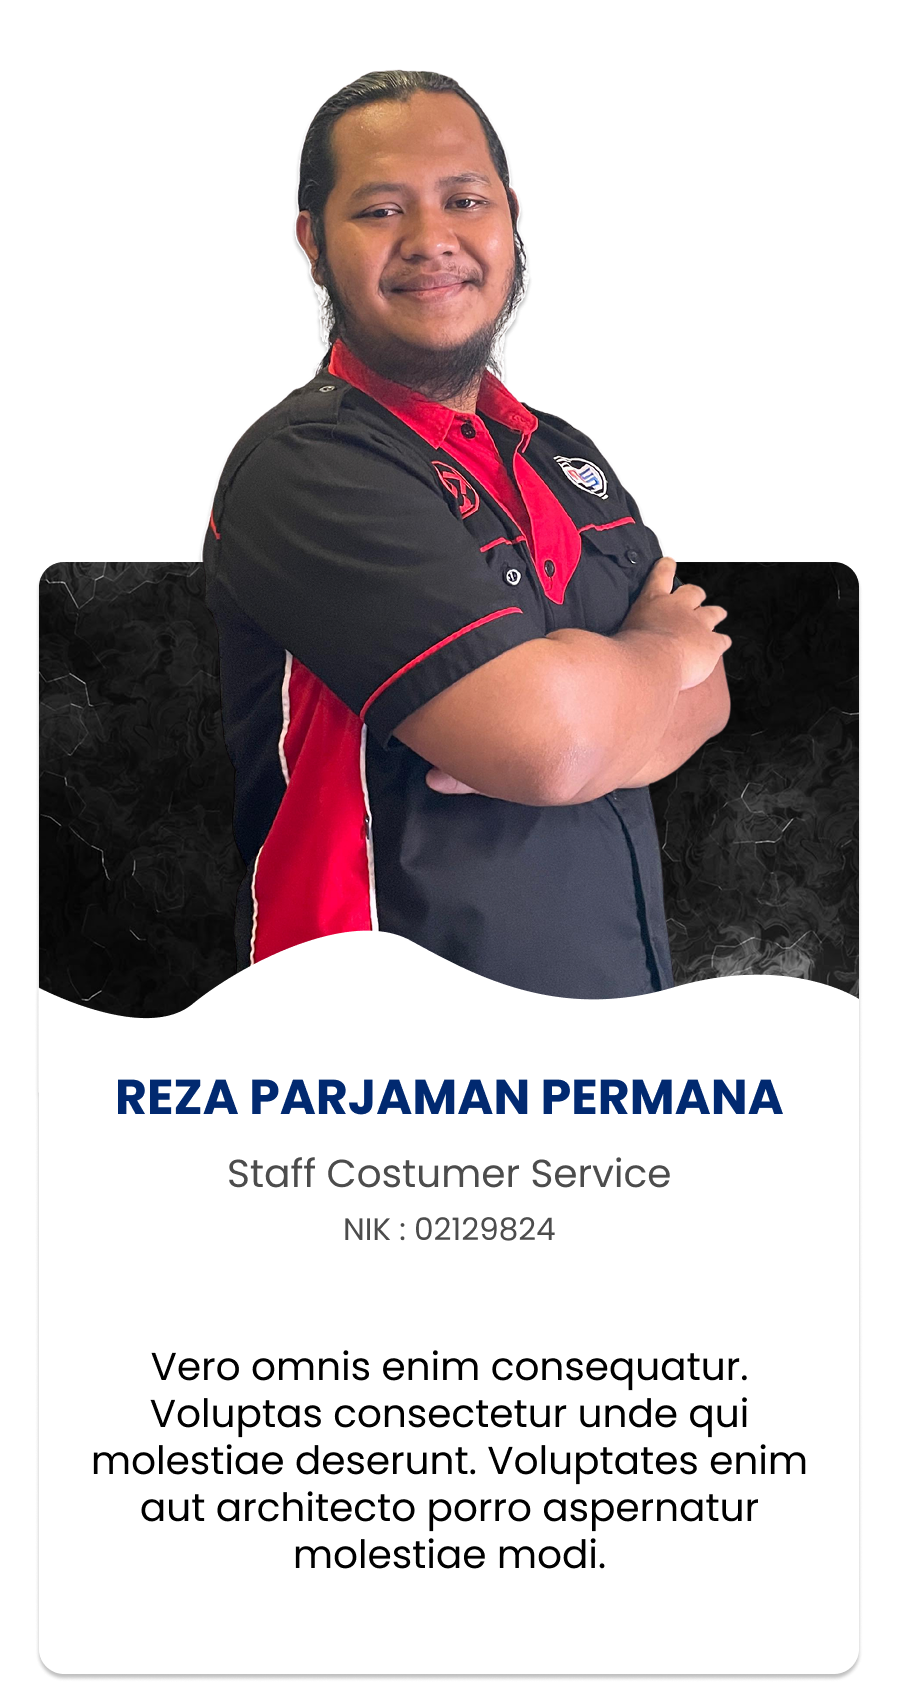 REZA PARJAMAN PERMANA
Staff Costumer Service
NIK : 02129824
Vero omnis enim consequatur.
Voluptas consectetur unde qui
molestiae deserunt. Voluptates enim
aut architecto porro aspernatur
molestiae modi.